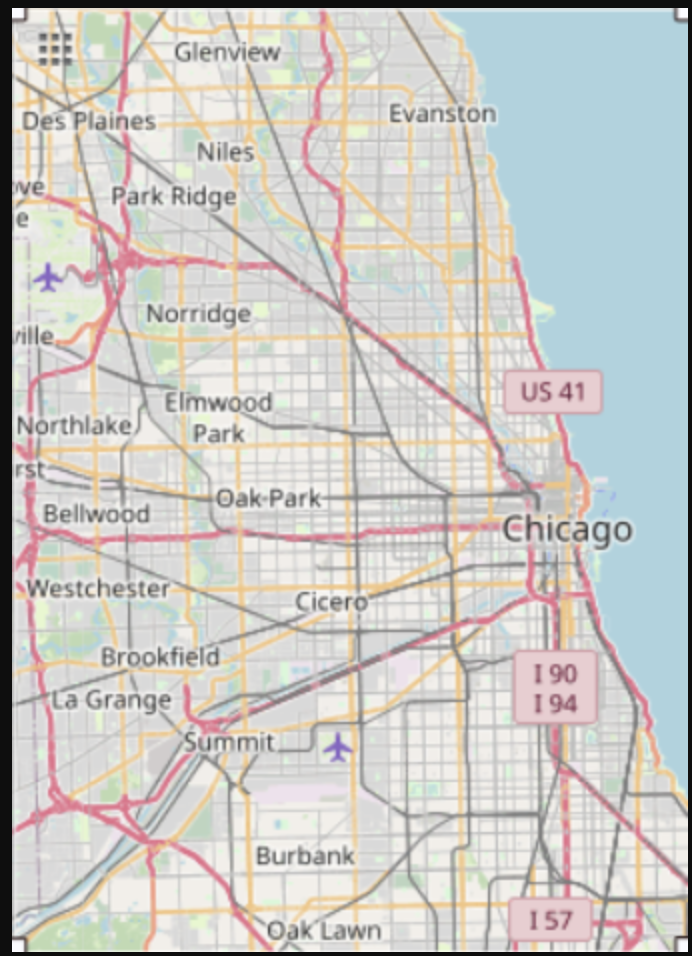 Glenview
Evanston
Des Plaines
Niles
ove
Park Ridge
e
Norridge
ville
US 41
Elmwood
Park
Northlake
rst
Oak Park
Bellwood
Chicago
Westchester
Cicero
Brookfield
I 90
La Grange
I 94
Summit
Burbank
I 57
Oak Lawn